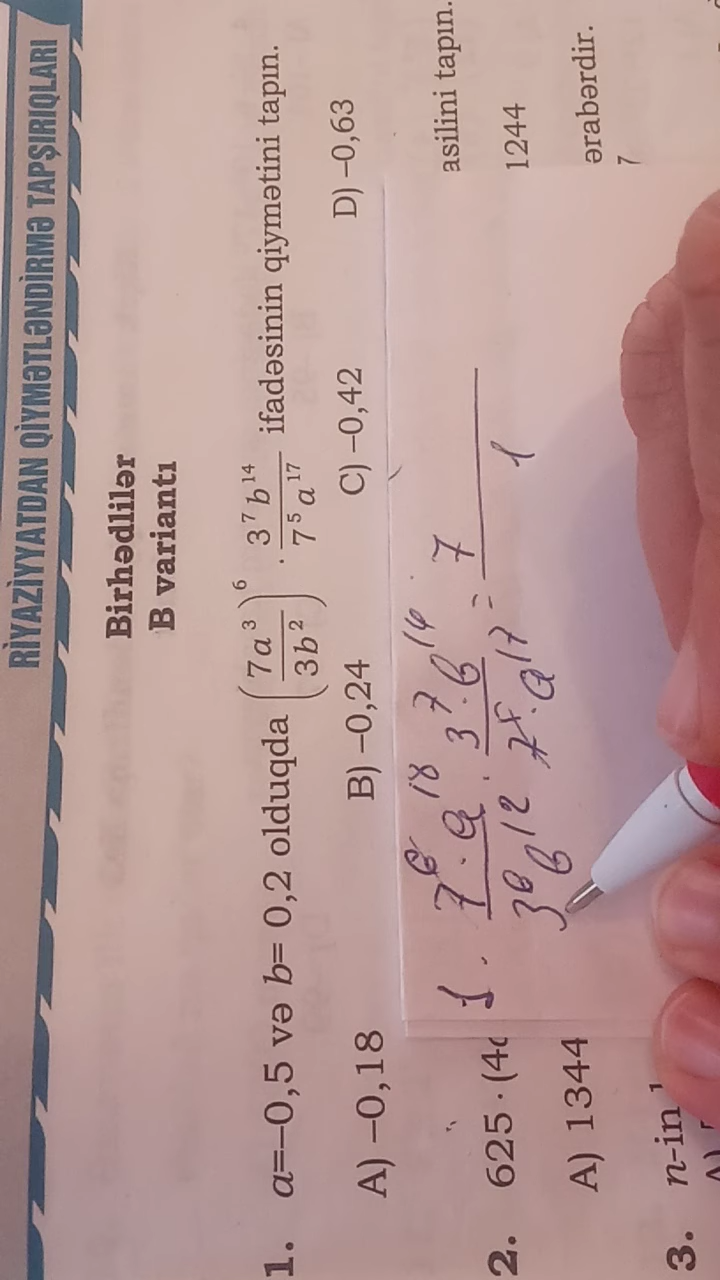 RİYAZİYYATDAN QİYMƏTLƏNDİRMƏ TAPŞIRIQLARI
Birhədlilər
B variantı
1. a=–0,5 və b= 0,2 olduqda (7a³/3b²)⁶ · 3⁷b¹⁴/7⁵a¹⁷ ifadəsinin qiymətini tapın.
A) –0,18 B) –0,24 C) –0,42 D) –0,63
1. 7⁶·a¹⁸/3⁶b¹² · 3⁷·b¹⁴/7⁵·a¹⁷ = 7/1
2. 625 · (4
asilini tapın.
A) 1344
1244
3. n-in
ərabərdir.
A)
7